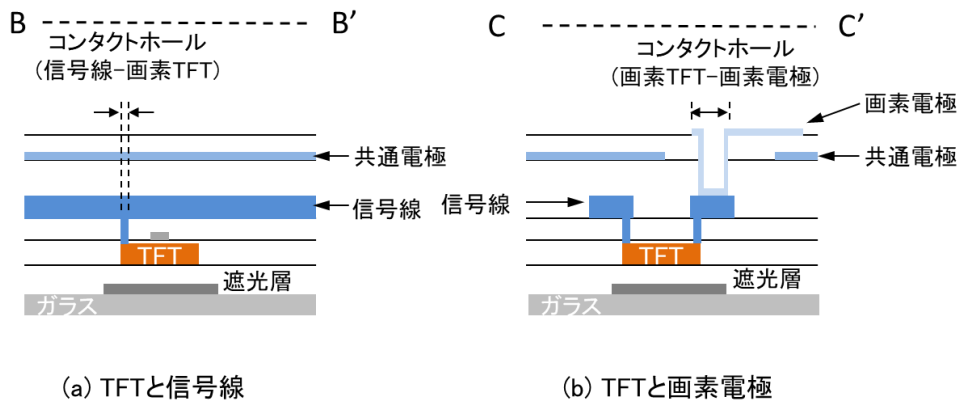 B B’
コンタクトホール
(信号線-画素TFT)
共通電極
信号線
TFT
遮光層
ガラス
(a) TFTと信号線
C C’
コンタクトホール
(画素TFT-画素電極)
画素電極
共通電極
信号線
TFT
遮光層
ガラス
(b) TFTと画素電極